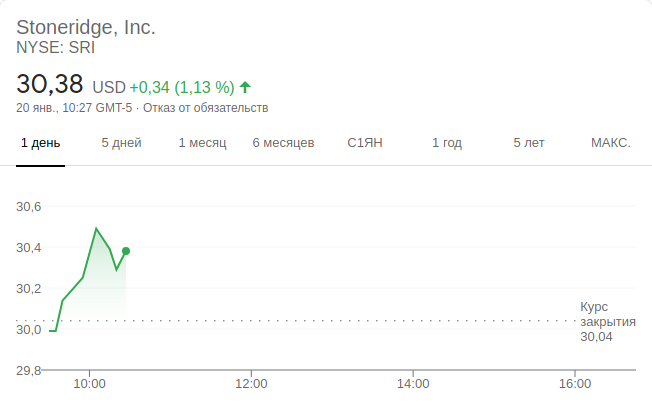 Stoneridge, Inc.
NYSE: SRI
30,38 USD +0,34 (1,13 %)
20 янв., 10:27 GMT-5 · Отказ от обязательств
1 день 5 дней 1 месяц 6 месяцев С1ЯН 1 год 5 лет МАКС.
30,6
30,4
30,2
30,0
29,8
Курс
закрытия
30,04
10:00 12:00 14:00 16:00